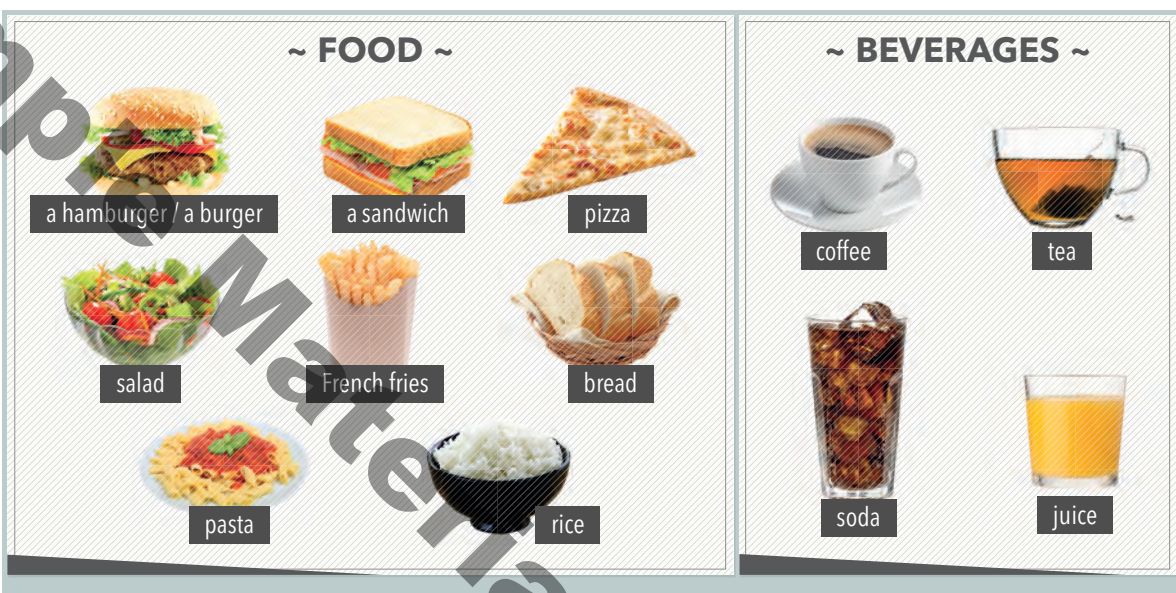 ~ FOOD ~
a hamburger / a burger
a sandwich
pizza
salad
French fries
bread
pasta
rice
~ BEVERAGES ~
coffee
tea
soda
juice